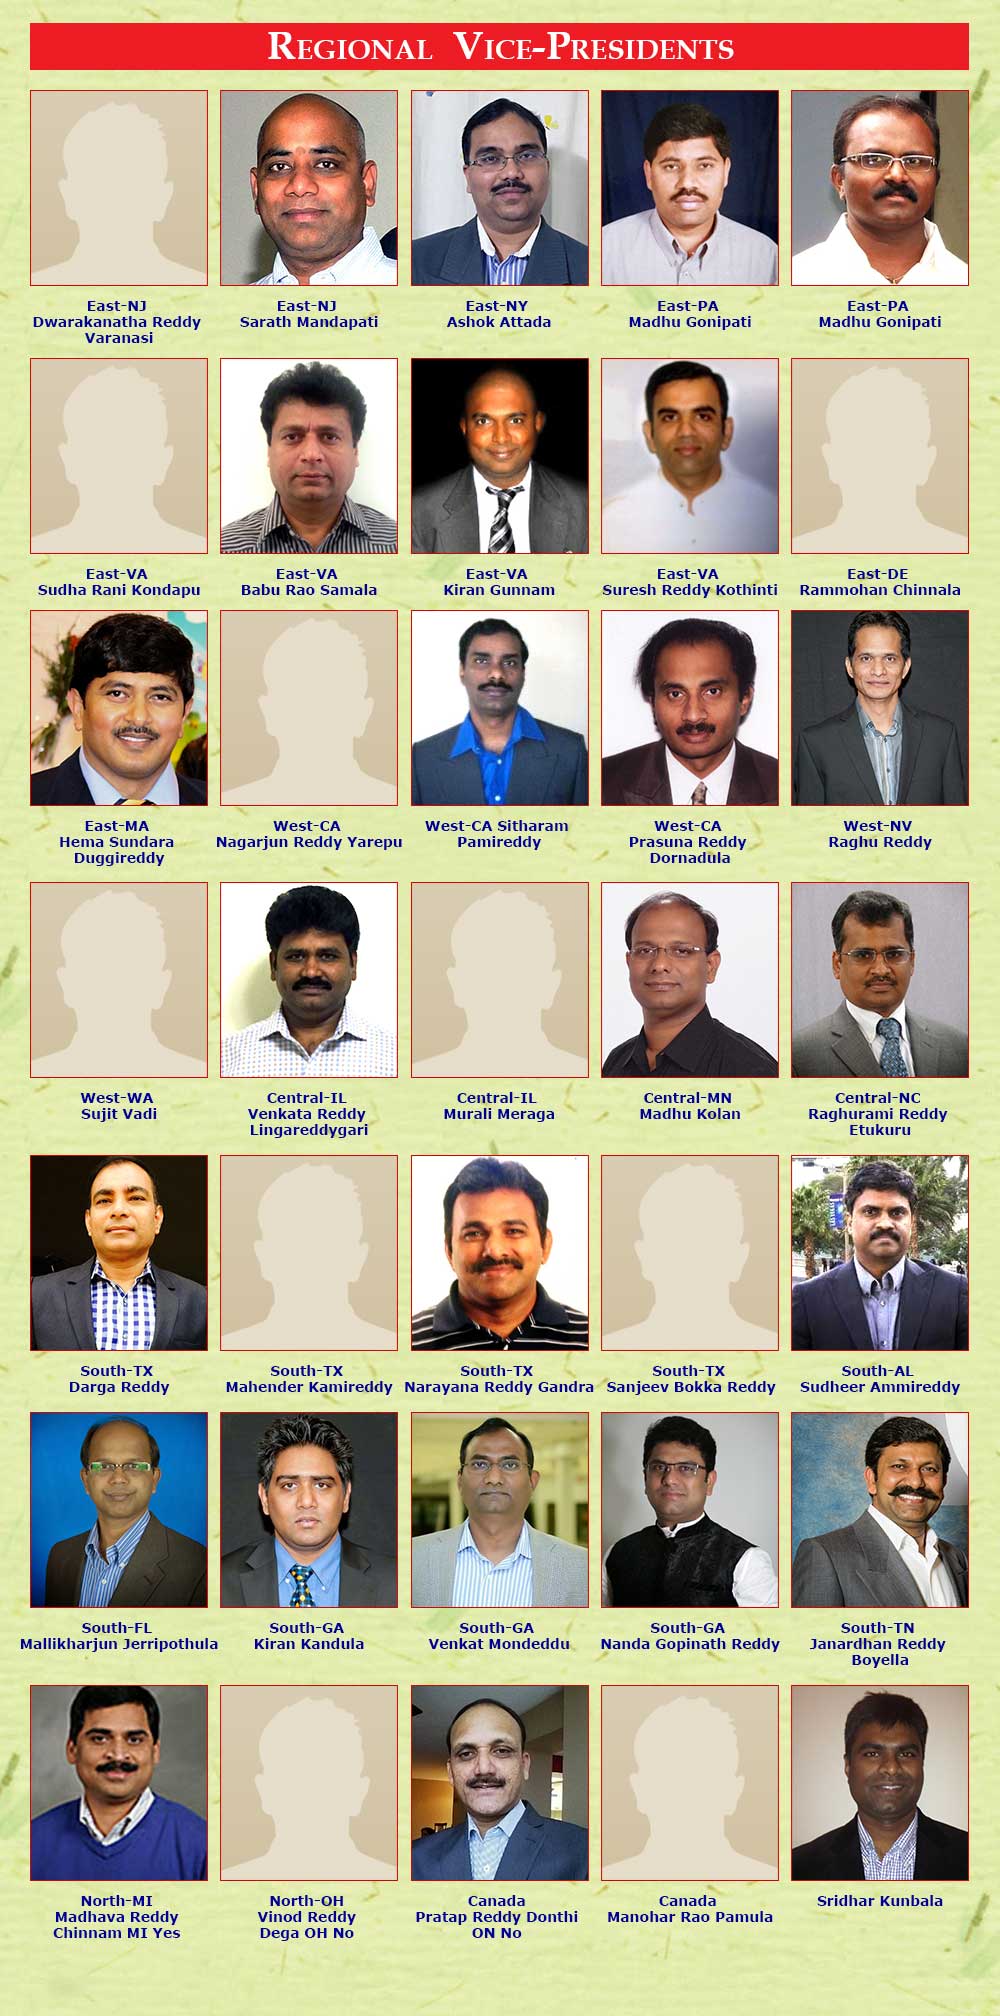 Regional Vice-Presidents
East-NJ
Dwarakanatha Reddy
Varanasi
East-NJ
Sarath Mandapati
East-NY
Ashok Attada
East-PA
Madhu Gonipati
East-PA
Madhu Gonipati
East-VA
Sudha Rani Kondapu
East-VA
Babu Rao Samala
East-VA
Kiran Gunnam
East-VA
Suresh Reddy Kothinti
East-DE
Rammohan Chinnala
East-MA
Hema Sundara
Duggireddy
West-CA
Nagarjun Reddy Yarepu
West-CA Sitharam
Pamireddy
West-CA
Prasuna Reddy
Dornadula
West-NV
Raghu Reddy
West-WA
Sujit Vadi
Central-IL
Venkata Reddy
Lingareddygari
Central-IL
Murali Meraga
Central-MN
Madhu Kolan
Central-NC
Raghurami Reddy
Etukuru
South-TX
Darga Reddy
South-TX
Mahender Kamireddy
South-TX
Narayana Reddy Gandra
South-TX
Sanjeev Bokka Reddy
South-AL
Sudheer Ammireddy
South-FL
Mallikharjun Jerripothula
South-GA
Kiran Kandula
South-GA
Venkat Mondeddu
South-GA
Nanda Gopinath Reddy
South-TN
Janardhan Reddy
Boyella
North-MI
Madhava Reddy
Chinnam MI Yes
North-OH
Vinod Reddy
Dega OH No
Canada
Pratap Reddy Donthi
ON No
Canada
Manohar Rao Pamula
Sridhar Kunbala